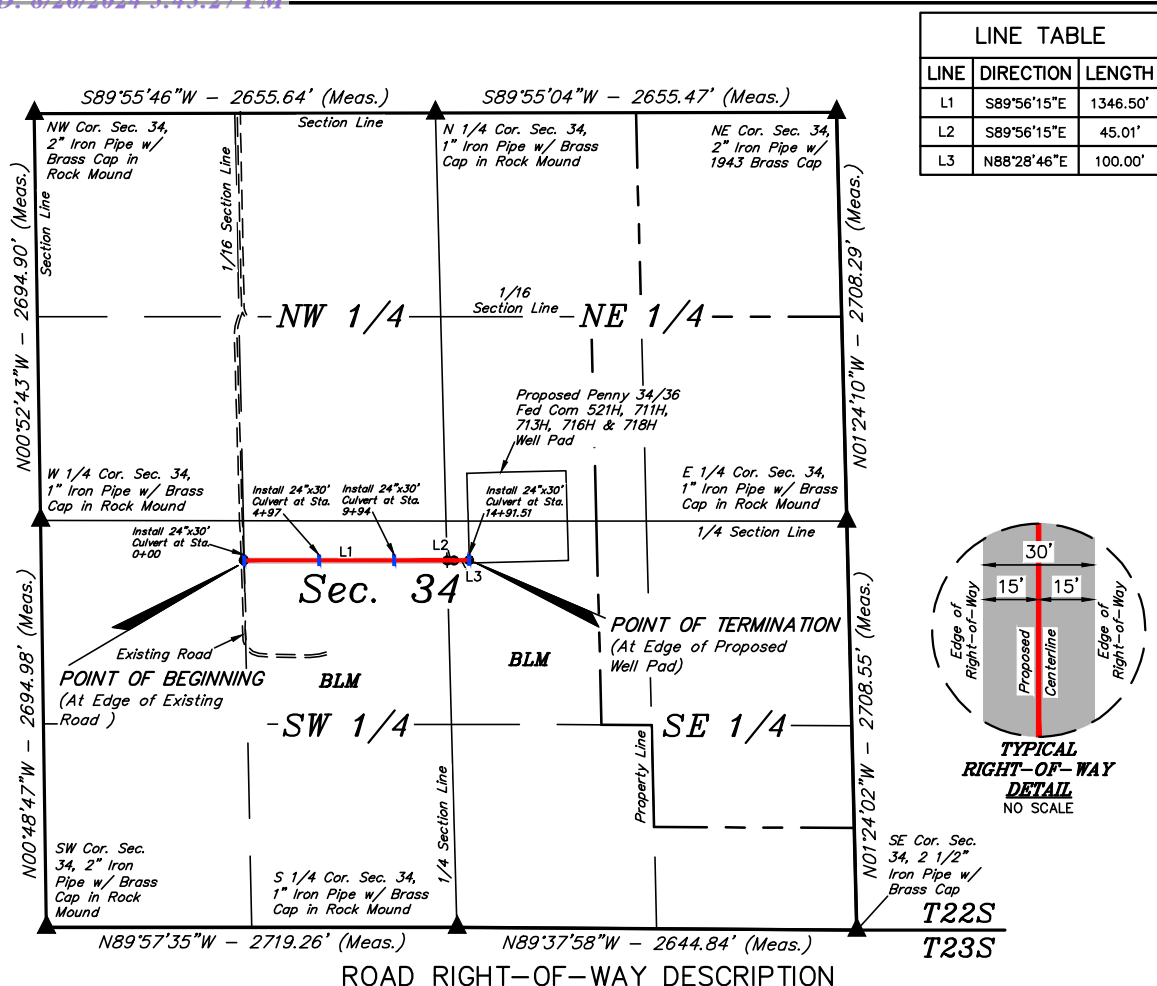 D: 6/26/2024 3:43:27 PM
LINE TABLE
LINE DIRECTION LENGTH
L1 S89°56'15"E 1346.50'
L2 S89°56'15"E 45.01'
L3 N88°28'46"E 100.00'
S89°55'46"W - 2655.64' (Meas.)
S89°55'04"W - 2655.47' (Meas.)
Section Line
NW Cor. Sec. 34,
2" Iron Pipe w/
Brass Cap in
Rock Mound
N 1/4 Cor. Sec. 34,
1" Iron Pipe w/ Brass
Cap in Rock Mound
NE Cor. Sec. 34,
2" Iron Pipe w/
1943 Brass Cap
N00°52'43"W - 2694.90' (Meas.)
Section Line
1/16 Section Line
N01°24'10"W - 2708.29' (Meas.)
1/16
Section Line
NW 1/4
NE 1/4
Proposed Penny 34/36
Fed Com 521H, 711H,
713H, 716H & 718H
Well Pad
W 1/4 Cor. Sec. 34,
1" Iron Pipe w/ Brass
Cap in Rock Mound
E 1/4 Cor. Sec. 34,
1" Iron Pipe w/ Brass
Cap in Rock Mound
1/4 Section Line
Install 24"x30'
Culvert at Sta.
0+00
Install 24"x30'
Culvert at Sta.
4+97
Install 24"x30'
Culvert at Sta.
9+94
Install 24"x30'
Culvert at Sta.
14+91.51
L1
L2
L3
Sec. 34
POINT OF BEGINNING
(At Edge of Existing
Road )
Existing Road
POINT OF TERMINATION
(At Edge of Proposed
Well Pad)
BLM
BLM
SW 1/4
SE 1/4
N00°48'47"W - 2694.98' (Meas.)
1/4 Section Line
Property Line
N01°24'02"W - 2708.55' (Meas.)
30'
15'
15'
Edge of
Right-of-Way
Proposed
Centerline
Edge of
Right-of-Way
TYPICAL
RIGHT-OF-WAY
DETAIL
NO SCALE
SW Cor. Sec.
34, 2" Iron
Pipe w/ Brass
Cap in Rock
Mound
S 1/4 Cor. Sec. 34,
1" Iron Pipe w/ Brass
Cap in Rock Mound
SE Cor. Sec.
34, 2 1/2"
Iron Pipe w/
Brass Cap
T22S
T23S
N89°57'35"W - 2719.26' (Meas.)
N89°37'58"W - 2644.84' (Meas.)
ROAD RIGHT-OF-WAY DESCRIPTION